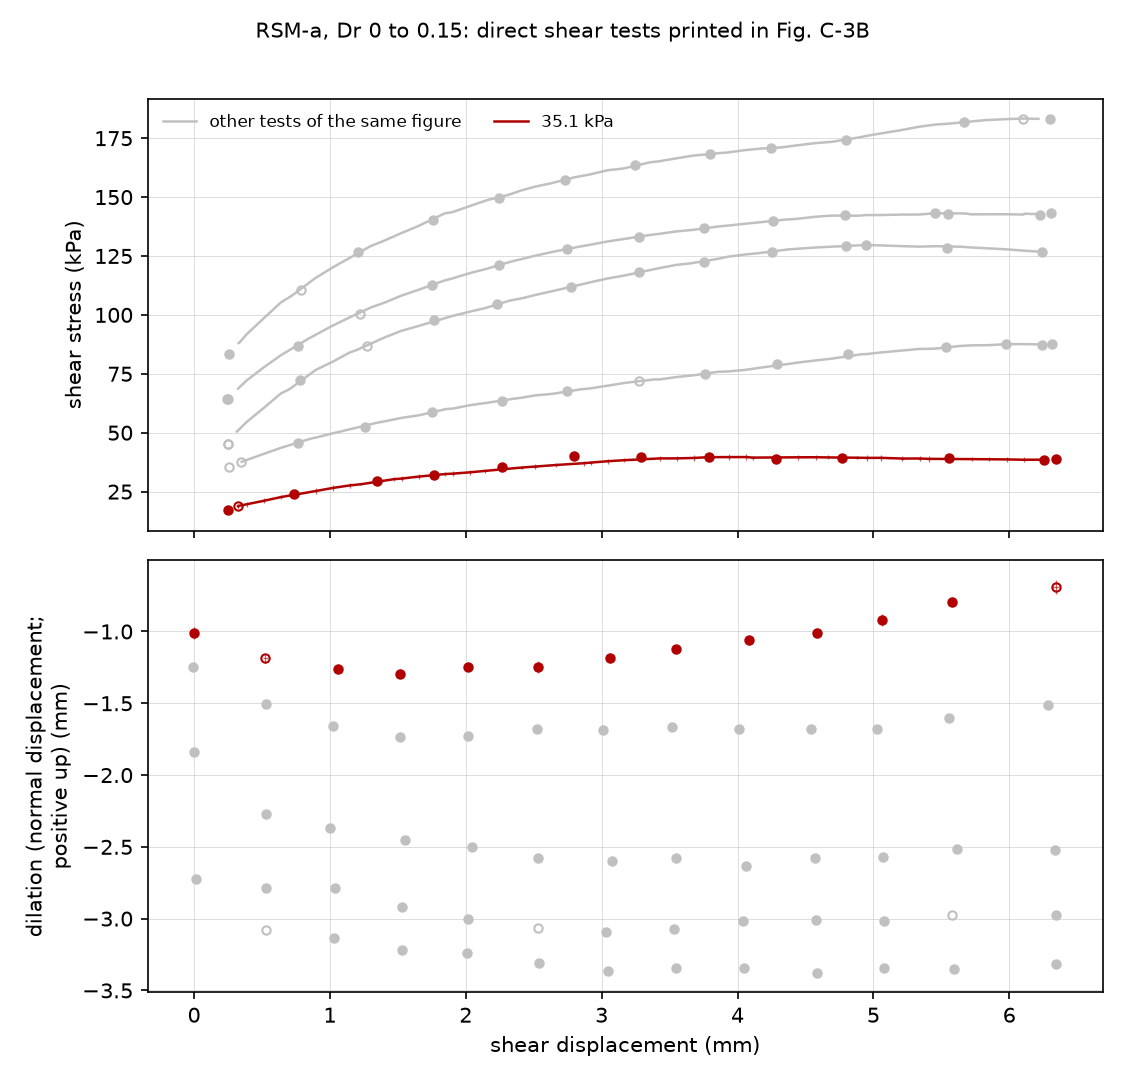 RSM-a, Dr 0 to 0.15: direct shear tests printed in Fig. C-3B
other tests of the same figure
35.1 kPa
175
150
125
100
75
50
25
shear stress (kPa)
−1.0
−1.5
−2.0
−2.5
−3.0
−3.5
dilation (normal displacement;
positive up) (mm)
0 1 2 3 4 5 6
shear displacement (mm)